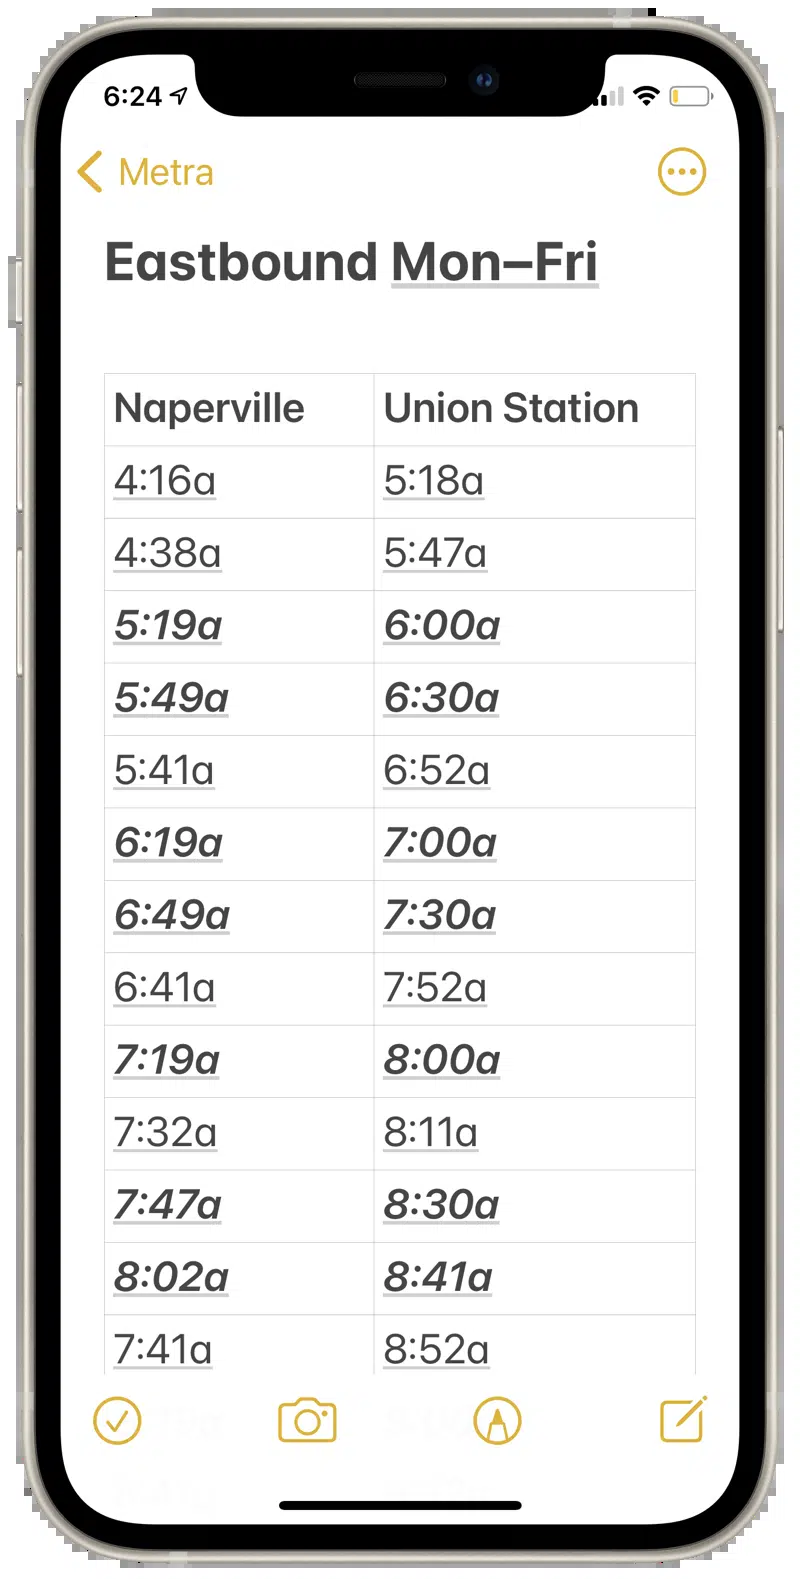 6:24
Metra
Eastbound Mon–Fri
Naperville Union Station
4:16a 5:18a
4:38a 5:47a
5:19a 6:00a
5:49a 6:30a
5:41a 6:52a
6:19a 7:00a
6:49a 7:30a
6:41a 7:52a
7:19a 8:00a
7:32a 8:11a
7:47a 8:30a
8:02a 8:41a
7:41a 8:52a